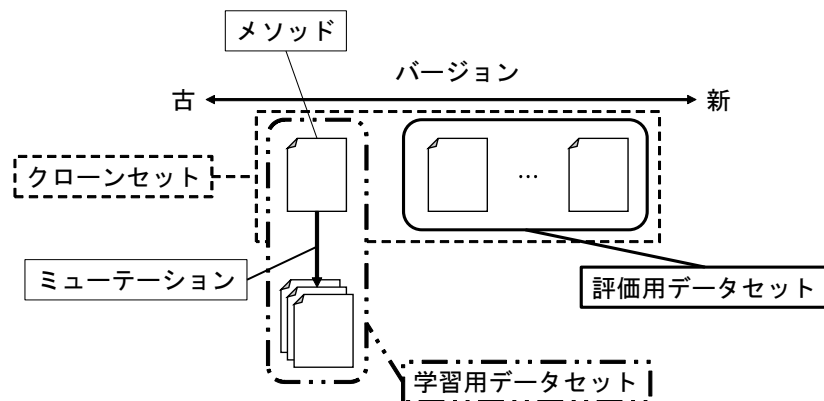 メソッド
バージョン
古
新
クローンセット
…
ミューテーション
評価用データセット
学習用データセット